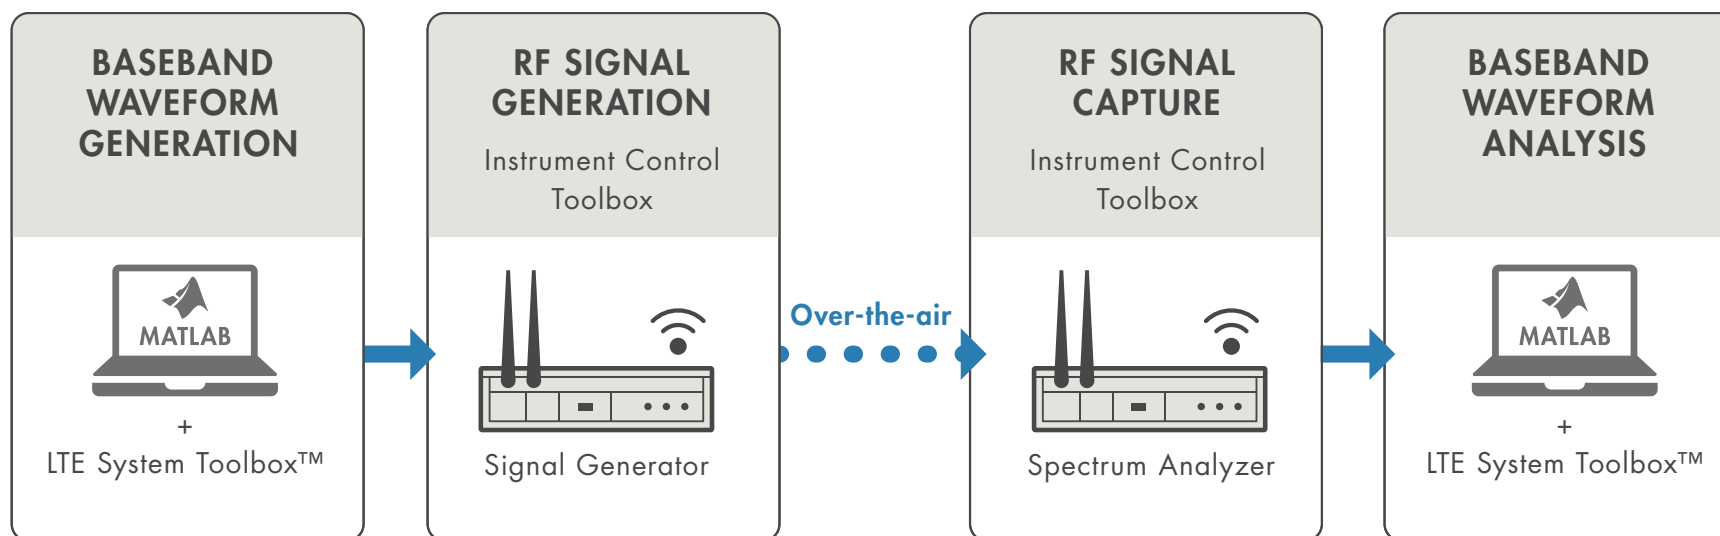 BASEBAND
WAVEFORM
GENERATION
MATLAB
+
LTE System Toolbox™
RF SIGNAL
GENERATION
Instrument Control
Toolbox
Signal Generator
Over-the-air
RF SIGNAL
CAPTURE
Instrument Control
Toolbox
Spectrum Analyzer
BASEBAND
WAVEFORM
ANALYSIS
MATLAB
+
LTE System Toolbox™